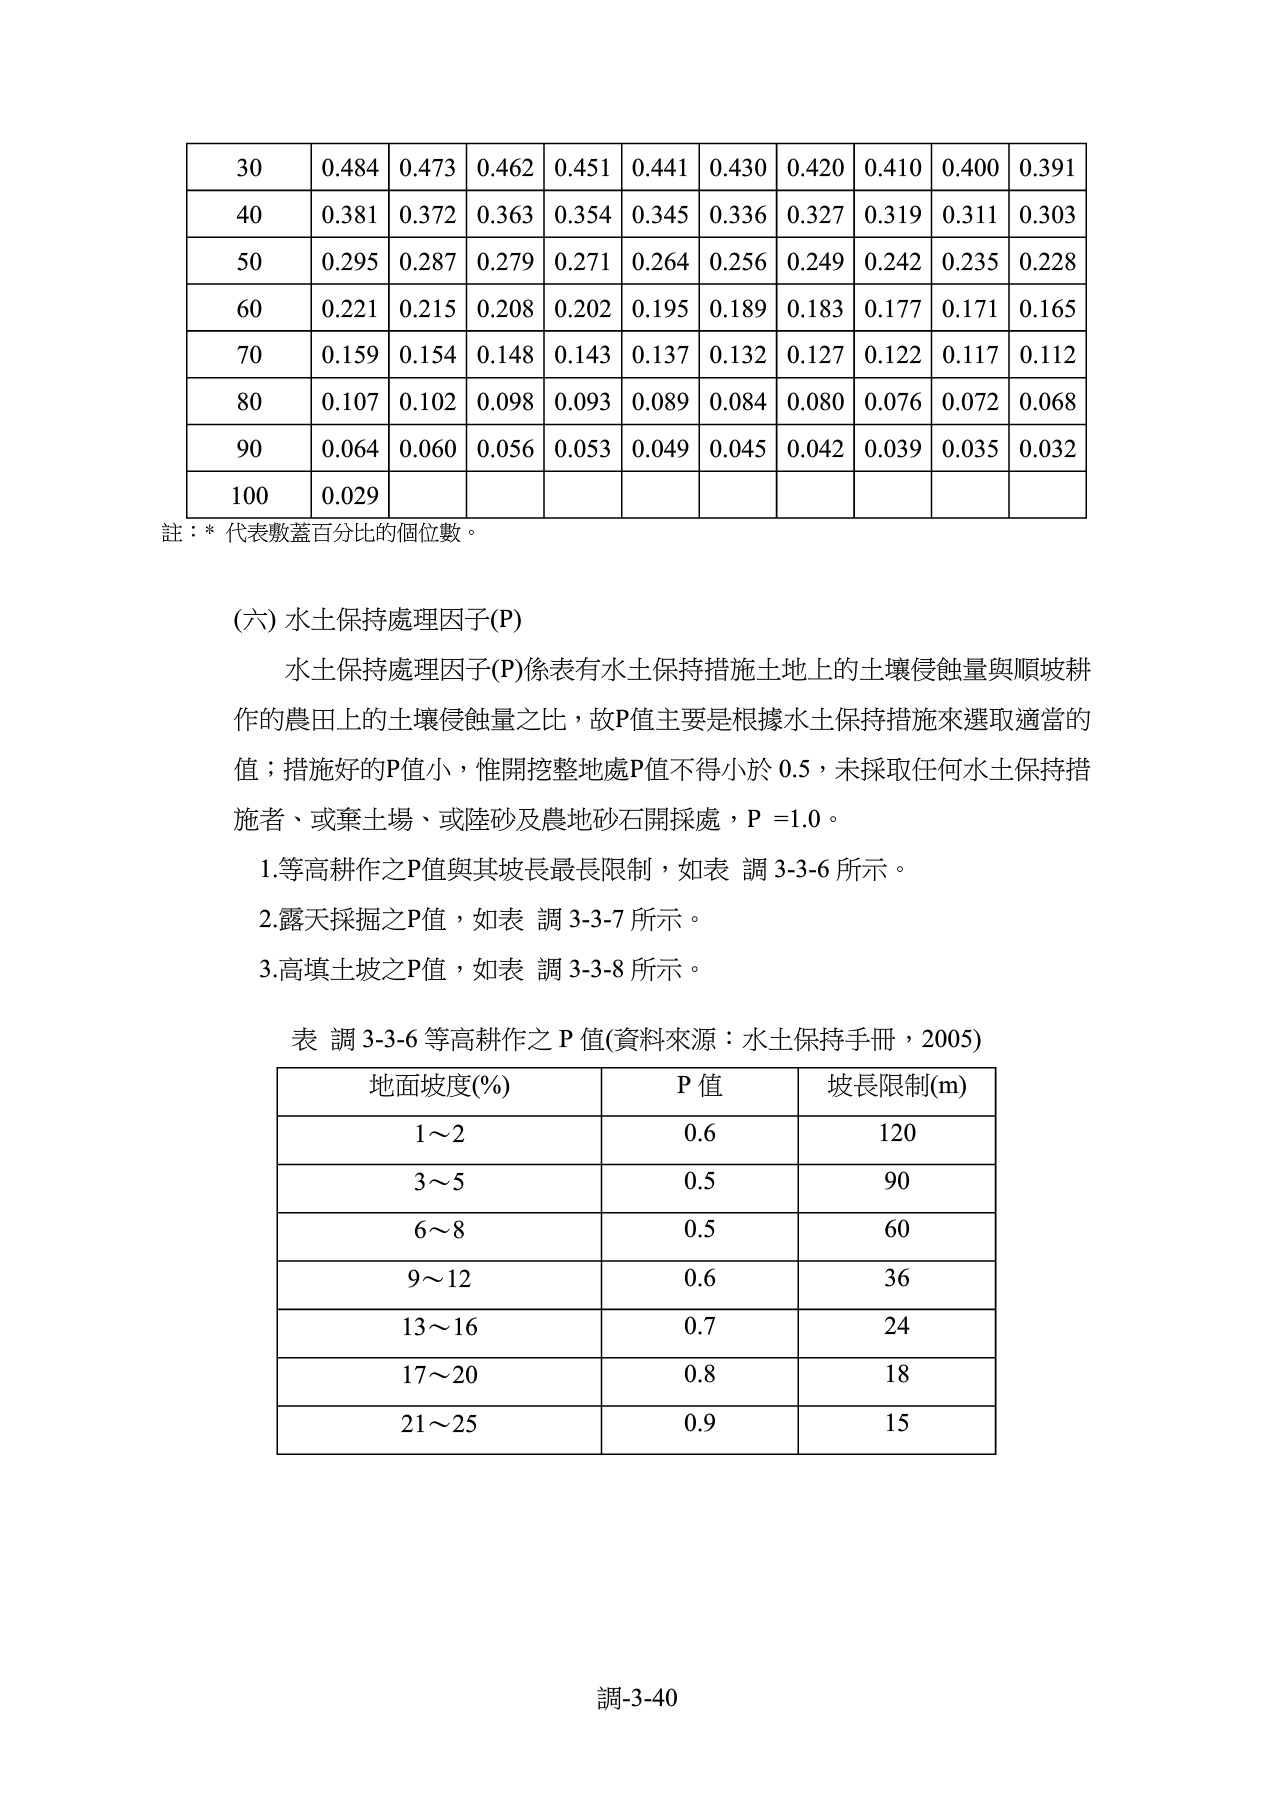 30 0.484 0.473 0.462 0.451 0.441 0.430 0.420 0.410 0.400 0.391
40 0.381 0.372 0.363 0.354 0.345 0.336 0.327 0.319 0.311 0.303
50 0.295 0.287 0.279 0.271 0.264 0.256 0.249 0.242 0.235 0.228
60 0.221 0.215 0.208 0.202 0.195 0.189 0.183 0.177 0.171 0.165
70 0.159 0.154 0.148 0.143 0.137 0.132 0.127 0.122 0.117 0.112
80 0.107 0.102 0.098 0.093 0.089 0.084 0.080 0.076 0.072 0.068
90 0.064 0.060 0.056 0.053 0.049 0.045 0.042 0.039 0.035 0.032
100 0.029
註：* 代表敷蓋百分比的個位數。
(六) 水土保持處理因子(P)
水土保持處理因子(P)係表有水土保持措施土地上的土壤侵蝕量與順坡耕
作的農田上的土壤侵蝕量之比，故P值主要是根據水土保持措施來選取適當的
值；措施好的P值小，惟開挖整地處P值不得小於 0.5，未採取任何水土保持措
施者、或棄土場、或陸砂及農地砂石開採處，P =1.0。
1.等高耕作之P值與其坡長最長限制，如表 調 3-3-6 所示。
2.露天採掘之P值，如表 調 3-3-7 所示。
3.高填土坡之P值，如表 調 3-3-8 所示。
表 調 3-3-6 等高耕作之 P 值(資料來源：水土保持手冊，2005)
地面坡度(%) P 值 坡長限制(m)
1～2 0.6 120
3～5 0.5 90
6～8 0.5 60
9～12 0.6 36
13～16 0.7 24
17～20 0.8 18
21～25 0.9 15
調-3-40